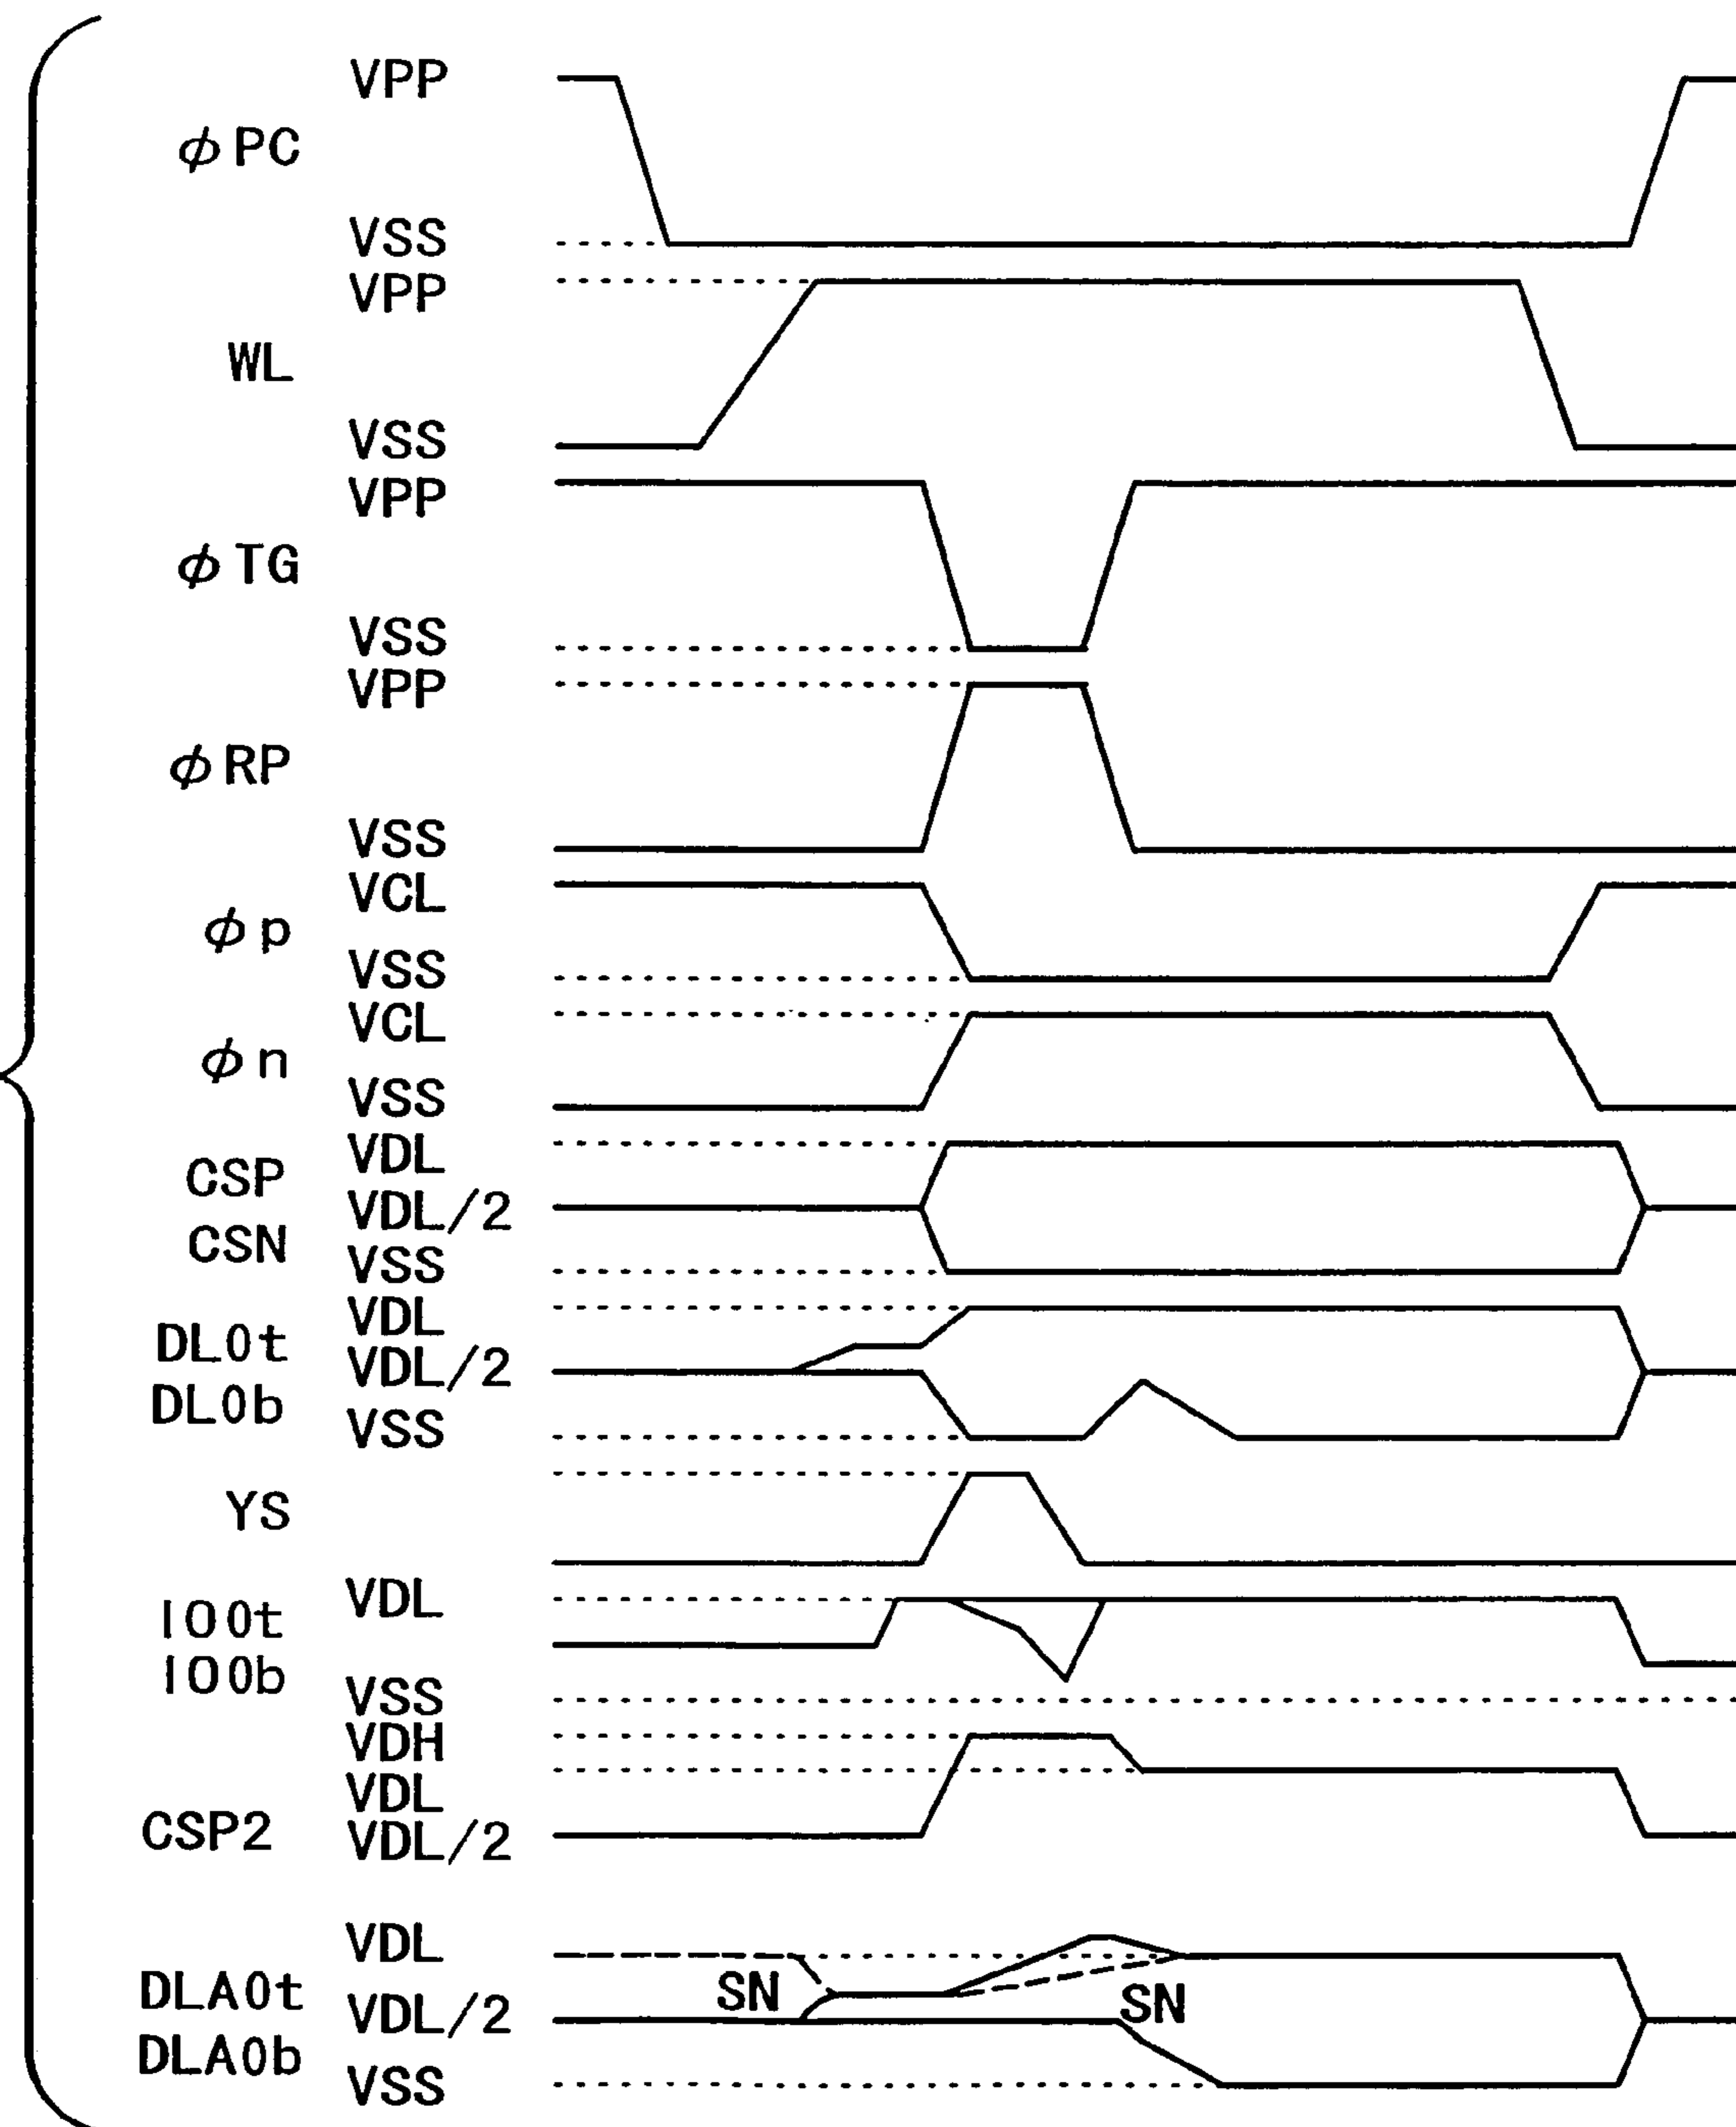 VPP
φPC
VSS
VPP
WL
VSS
VPP
φTG
VSS
VPP
φRP
VSS
VCL
φp
VSS
VCL
φn
VSS
VDL
CSP
VDL/2
CSN
VSS
VDL
DL0t
VDL/2
DL0b
VSS
YS
VDL
IO0t
IO0b
VSS
VDH
VDL
CSP2
VDL/2
VDL
SN
DLA0t
SN
VDL/2
DLA0b
VSS